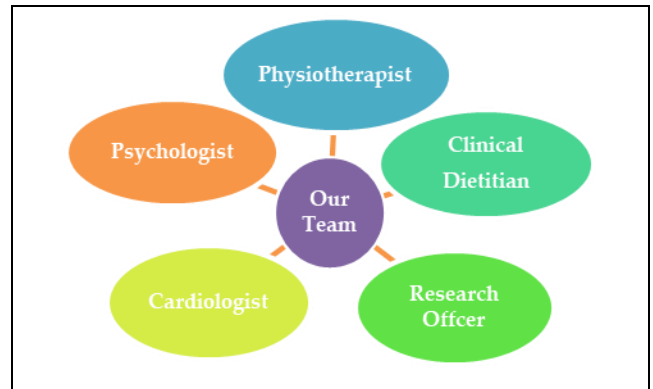 Physiotherapist
Psychologist
Clinical
Dietitian
Our
Team
Cardiologist
Research
Offcer